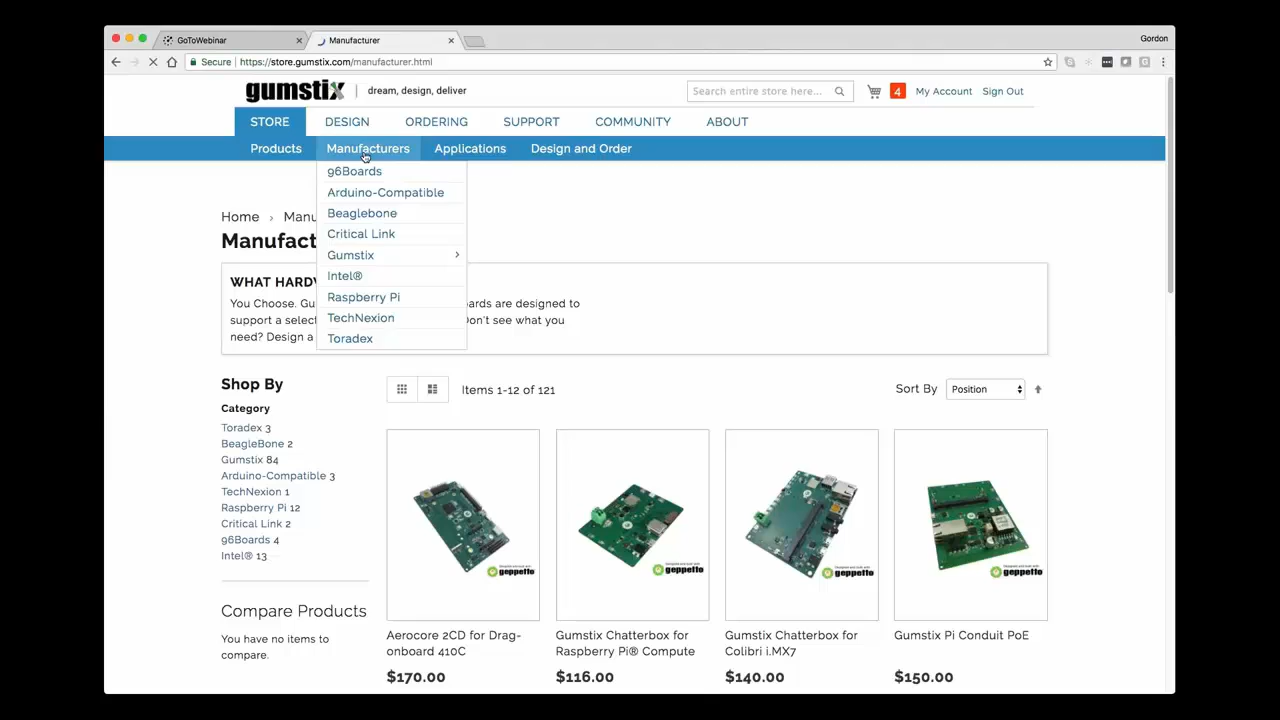 GoToWebinar
Manufacturer
Gordon
Secure
https://store.gumstix.com/manufacturer.html
gumstix
dream, design, deliver
Search entire store here...
4
My Account
Sign Out
STORE
DESIGN
ORDERING
SUPPORT
COMMUNITY
ABOUT
Products
Manufacturers
Applications
Design and Order
96Boards
Arduino-Compatible
Beaglebone
Critical Link
Gumstix
Intel®
Raspberry Pi
TechNexion
Toradex
Home › Manu
Manufact
WHAT HARDW
You Choose. Gu
ards are designed to
support a select
Don't see what you
need? Design a
Shop By
Category
Toradex 3
BeagleBone 2
Gumstix 84
Arduino-Compatible 3
TechNexion 1
Raspberry Pi 12
Critical Link 2
96Boards 4
Intel® 13
Compare Products
You have no items to
compare.
Items 1-12 of 121
Sort By
Position
geppetto
geppetto
geppetto
geppetto
Aerocore 2CD for Drag-
onboard 410C
$170.00
Gumstix Chatterbox for
Raspberry Pi® Compute
$116.00
Gumstix Chatterbox for
Colibri i.MX7
$140.00
Gumstix Pi Conduit PoE
$150.00